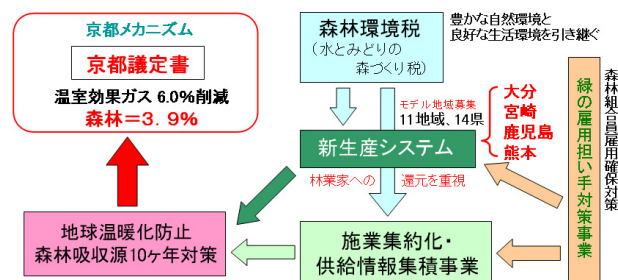 京都メカニズム
京都議定書
温室効果ガス 6.0%削減
森林=3.9%
森林環境税
(水とみどりの
森づくり税)
豊かな自然環境と
良好な生活環境を引き継ぐ
モデル地域募集
11地域、14県
大分
宮崎
鹿児島
熊本
新生産システム
林業家への 還元を重視
緑の雇用担い手対策事業
森林組合員雇用確保対策
地球温暖化防止
森林吸収源10ヶ年対策
施業集約化・
供給情報集積事業